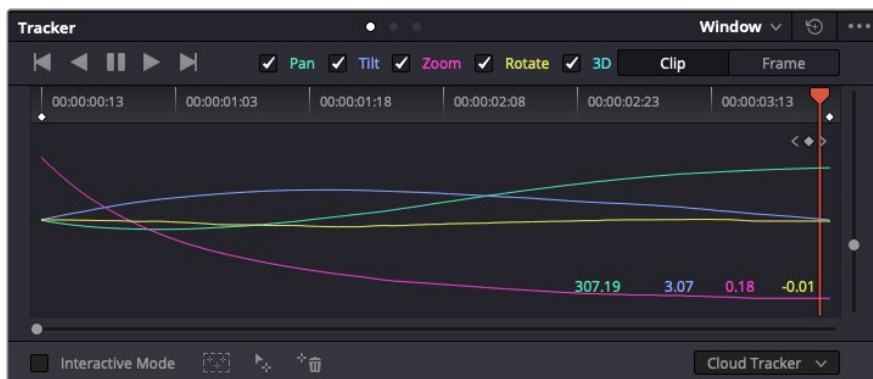 Tracker Window
Pan Tilt Zoom Rotate 3D Clip Frame
00:00:00:13 00:00:01:03 00:00:01:18 00:00:02:08 00:00:02:23 00:00:03:13
307.19 3.07 0.18 -0.01
Interactive Mode Cloud Tracker